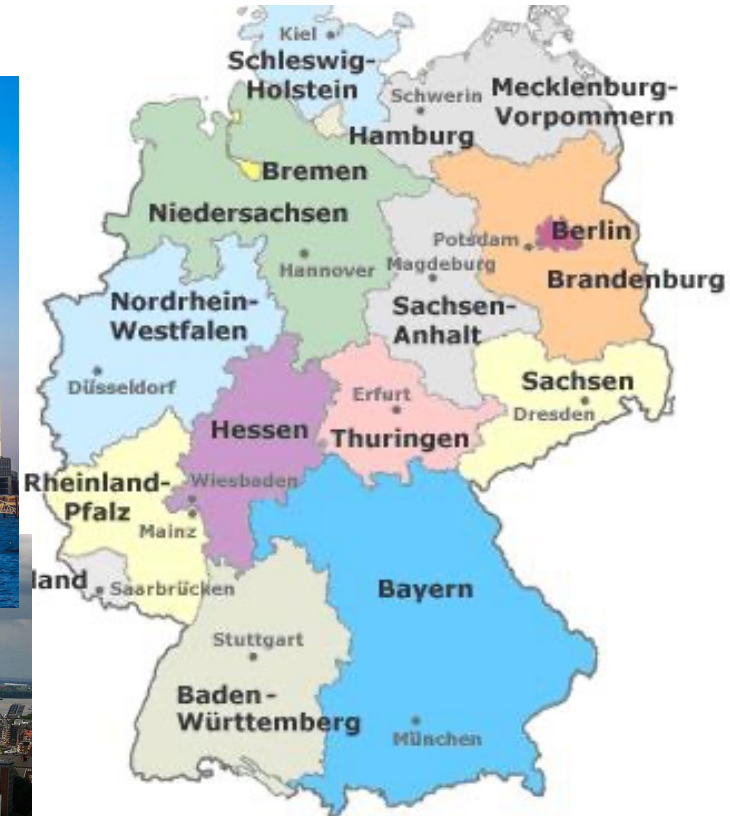 Kiel
Schleswig-
Holstein
Schwerin
Mecklenburg-
Vorpommern
Hamburg
Bremen
Niedersachsen
Hannover
Potsdam
Berlin
Magdeburg
Brandenburg
Nordrhein-
Westfalen
Sachsen-
Anhalt
Düsseldorf
Sachsen
Dresden
Erfurt
Hessen
Thuringen
Rheinland-
Pfalz
Wiesbaden
Mainz
land
Saarbrücken
Bayern
Stuttgart
Baden-
Württemberg
München